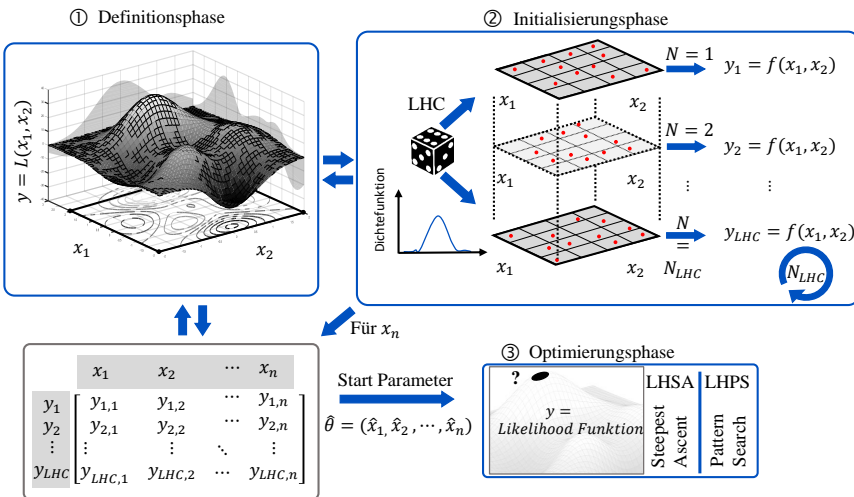 ① Definitionsphase
y = L(x₁, x₂)
x₁
x₂
② Initialisierungsphase
LHC
Dichtefunktion
x₁
x₂
N = 1
y₁ = f(x₁, x₂)
x₁
x₂
N = 2
y₂ = f(x₁, x₂)
⋮ ⋮
x₁
x₂
N
=
N_LHC
y_LHC = f(x₁, x₂)
N_LHC
Für xₙ
x₁ x₂ ⋯ xₙ
y₁ y₁,₁ y₁,₂ ⋯ y₁,ₙ
y₂ y₂,₁ y₂,₂ ⋯ y₂,ₙ
⋮ ⋮ ⋮ ⋱ ⋮
y_LHC y_LHC,1 y_LHC,2 ⋯ y_LHC,n
Start Parameter
θ̂ = (x̂₁, x̂₂, ⋯, x̂ₙ)
③ Optimierungsphase
?
y =
Likelihood Funktion
LHSA
Steepest
Ascent
LHPS
Pattern
Search